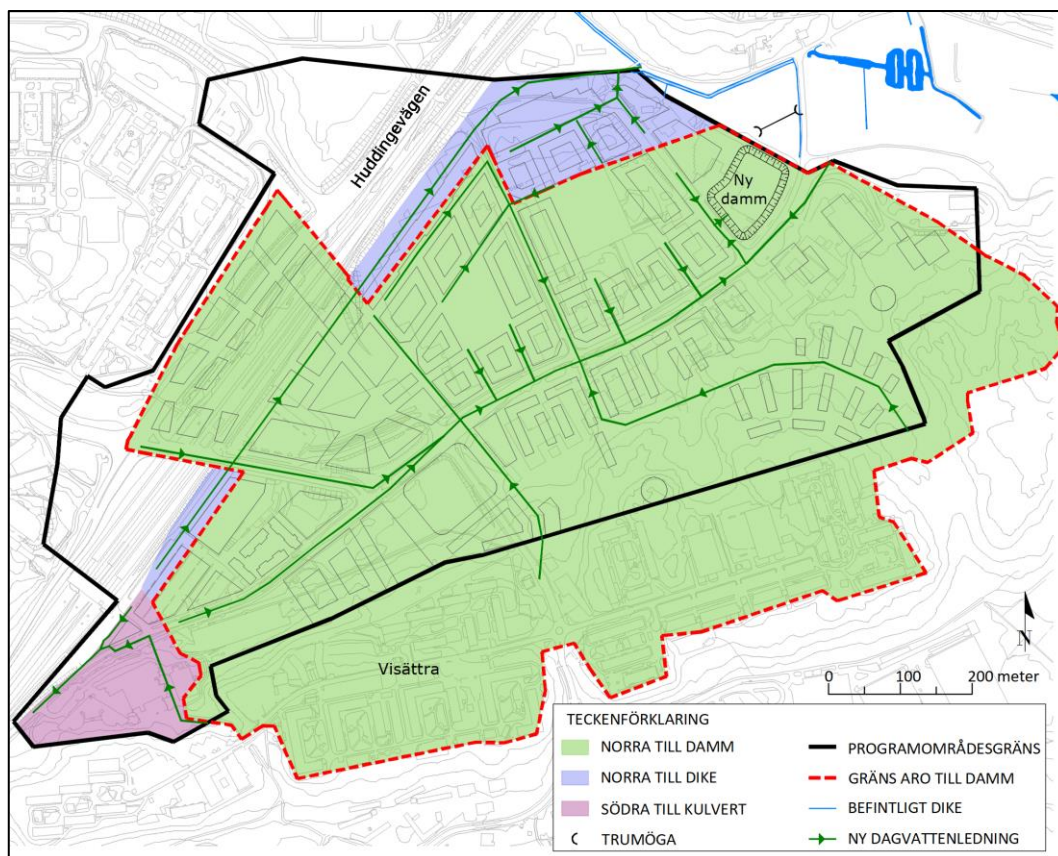 Huddingevägen
Ny
damm
Visättra
N
0 100 200 meter
TECKENFÖRKLARING
NORRA TILL DAMM
NORRA TILL DIKE
SÖDRA TILL KULVERT
TRUMÖGA
PROGRAMOMRÅDESGRÄNS
GRÄNS ARO TILL DAMM
BEFINTLIGT DIKE
NY DAGVATTENLEDNING